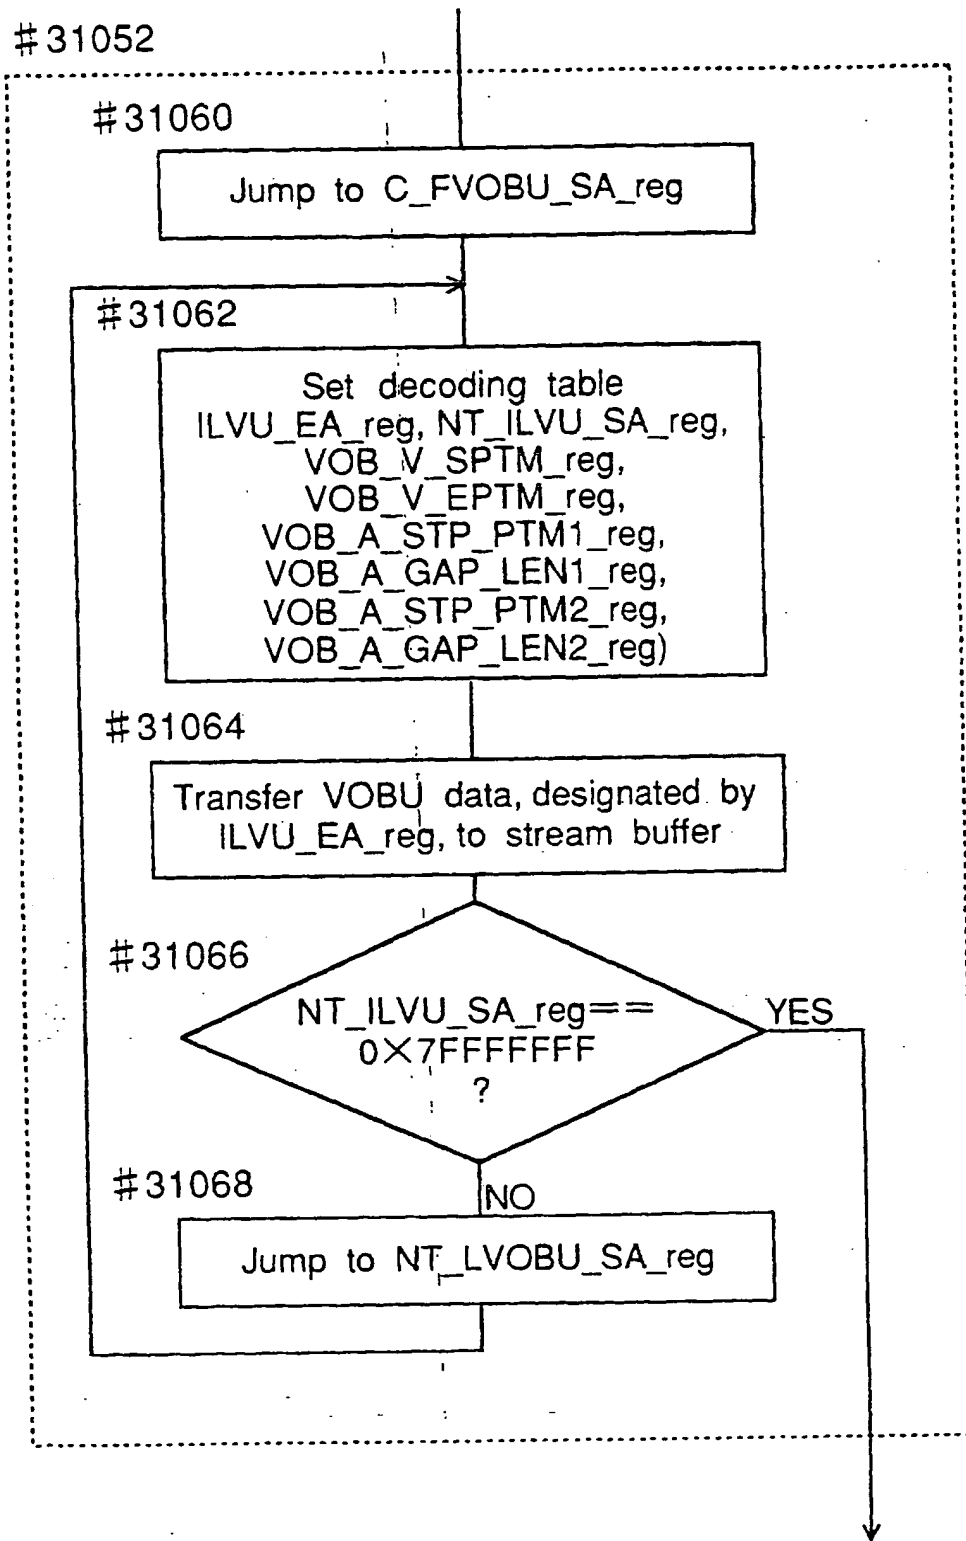 #31052
#31060
Jump to C_FVOBU_SA_reg
#31062
Set decoding table
ILVU_EA_reg, NT_ILVU_SA_reg,
VOB_V_SPTM_reg,
VOB_V_EPTM_reg,
VOB_A_STP_PTM1_reg,
VOB_A_GAP_LEN1_reg,
VOB_A_STP_PTM2_reg,
VOB_A_GAP_LEN2_reg)
#31064
Transfer VOBU data, designated by
ILVU_EA_reg, to stream buffer
#31066
NT_ILVU_SA_reg==
0×7FFFFFFF
?
YES
#31068
NO
Jump to NT_LVOBU_SA_reg